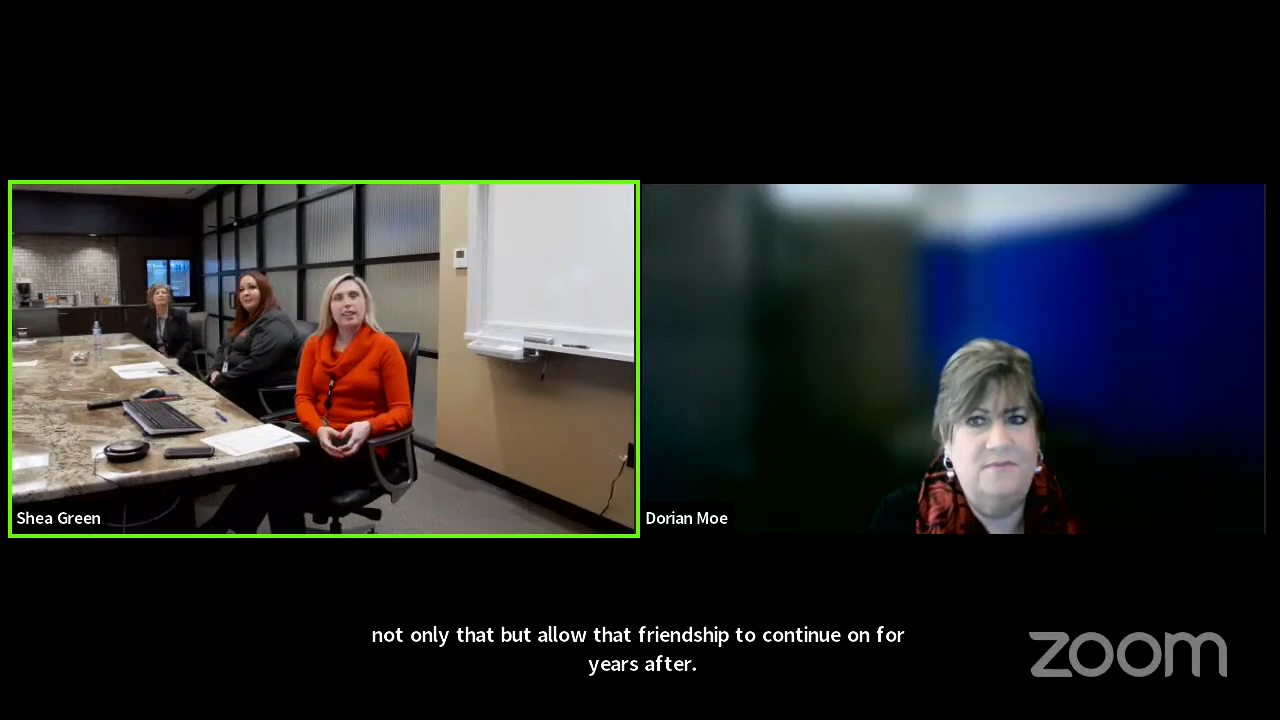 Shea Green
Dorian Moe
not only that but allow that friendship to continue on for
years after.
zoom